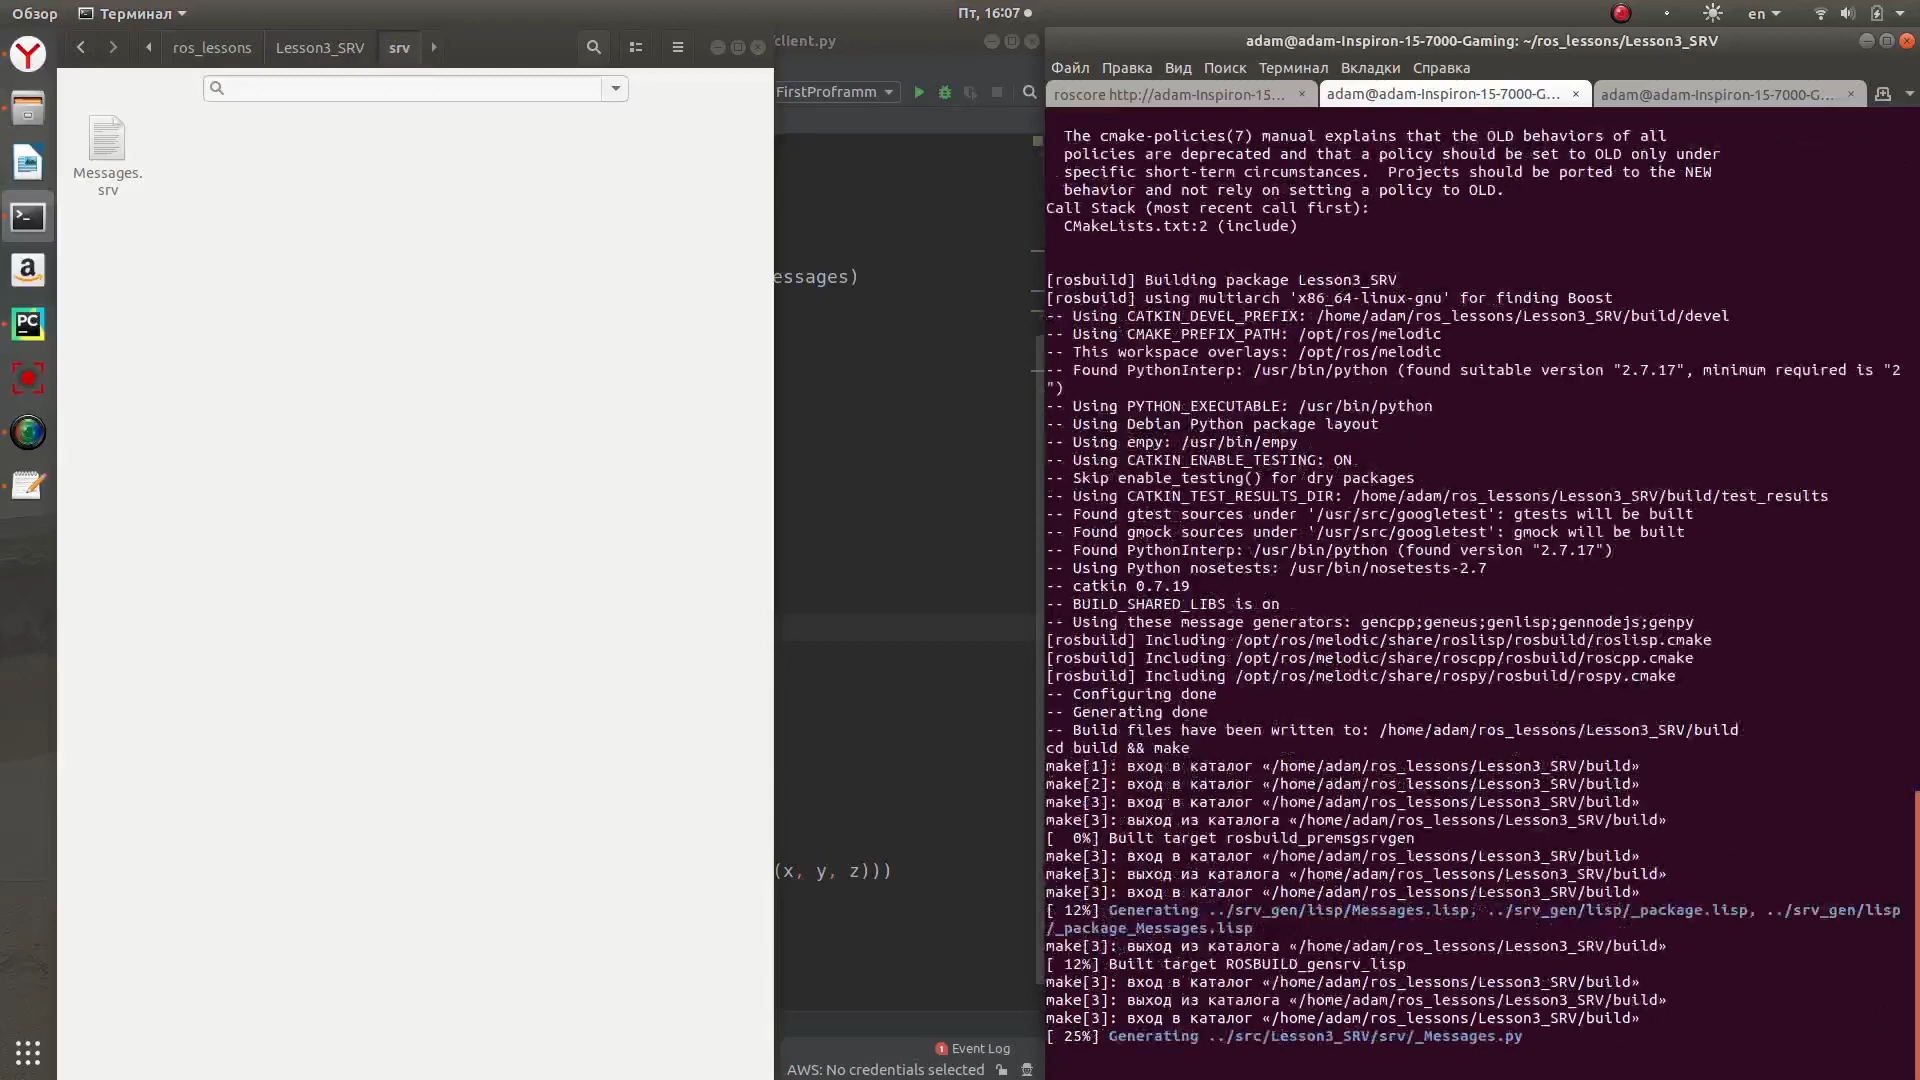 Обзор
Терминал
Пт, 16:07
en
ros_lessons
Lesson3_SRV
srv
Messages.
srv
client.py
FirstProframm
essages)
(x, y, z)))
1 Event Log
AWS: No credentials selected
adam@adam-Inspiron-15-7000-Gaming: ~/ros_lessons/Lesson3_SRV
Файл Правка Вид Поиск Терминал Вкладки Справка
roscore http://adam-Inspiron-15...
adam@adam-Inspiron-15-7000-G...
adam@adam-Inspiron-15-7000-G...
The cmake-policies(7) manual explains that the OLD behaviors of all
policies are deprecated and that a policy should be set to OLD only under
specific short-term circumstances.  Projects should be ported to the NEW
behavior and not rely on setting a policy to OLD.
Call Stack (most recent call first):
CMakeLists.txt:2 (include)
[rosbuild] Building package Lesson3_SRV
[rosbuild] using multiarch 'x86_64-linux-gnu' for finding Boost
-- Using CATKIN_DEVEL_PREFIX: /home/adam/ros_lessons/Lesson3_SRV/build/devel
-- Using CMAKE_PREFIX_PATH: /opt/ros/melodic
-- This workspace overlays: /opt/ros/melodic
-- Found PythonInterp: /usr/bin/python (found suitable version "2.7.17", minimum required is "2
")
-- Using PYTHON_EXECUTABLE: /usr/bin/python
-- Using Debian Python package layout
-- Using empy: /usr/bin/empy
-- Using CATKIN_ENABLE_TESTING: ON
-- Skip enable_testing() for dry packages
-- Using CATKIN_TEST_RESULTS_DIR: /home/adam/ros_lessons/Lesson3_SRV/build/test_results
-- Found gtest sources under '/usr/src/googletest': gtests will be built
-- Found gmock sources under '/usr/src/googletest': gmock will be built
-- Found PythonInterp: /usr/bin/python (found version "2.7.17")
-- Using Python nosetests: /usr/bin/nosetests-2.7
-- catkin 0.7.19
-- BUILD_SHARED_LIBS is on
-- Using these message generators: gencpp;geneus;genlisp;gennodejs;genpy
[rosbuild] Including /opt/ros/melodic/share/roslisp/rosbuild/roslisp.cmake
[rosbuild] Including /opt/ros/melodic/share/roscpp/rosbuild/roscpp.cmake
[rosbuild] Including /opt/ros/melodic/share/rospy/rosbuild/rospy.cmake
-- Configuring done
-- Generating done
-- Build files have been written to: /home/adam/ros_lessons/Lesson3_SRV/build
cd build && make
make[1]: вход в каталог «/home/adam/ros_lessons/Lesson3_SRV/build»
make[2]: вход в каталог «/home/adam/ros_lessons/Lesson3_SRV/build»
make[3]: вход в каталог «/home/adam/ros_lessons/Lesson3_SRV/build»
make[3]: выход из каталога «/home/adam/ros_lessons/Lesson3_SRV/build»
[  0%] Built target rosbuild_premsgsrvgen
make[3]: вход в каталог «/home/adam/ros_lessons/Lesson3_SRV/build»
make[3]: выход из каталога «/home/adam/ros_lessons/Lesson3_SRV/build»
make[3]: вход в каталог «/home/adam/ros_lessons/Lesson3_SRV/build»
[ 12%] Generating ../srv_gen/lisp/Messages.lisp, ../srv_gen/lisp/_package.lisp, ../srv_gen/lisp
/_package_Messages.lisp
make[3]: выход из каталога «/home/adam/ros_lessons/Lesson3_SRV/build»
[ 12%] Built target ROSBUILD_gensrv_lisp
make[3]: вход в каталог «/home/adam/ros_lessons/Lesson3_SRV/build»
make[3]: выход из каталога «/home/adam/ros_lessons/Lesson3_SRV/build»
make[3]: вход в каталог «/home/adam/ros_lessons/Lesson3_SRV/build»
[ 25%] Generating ../src/Lesson3_SRV/srv/_Messages.py